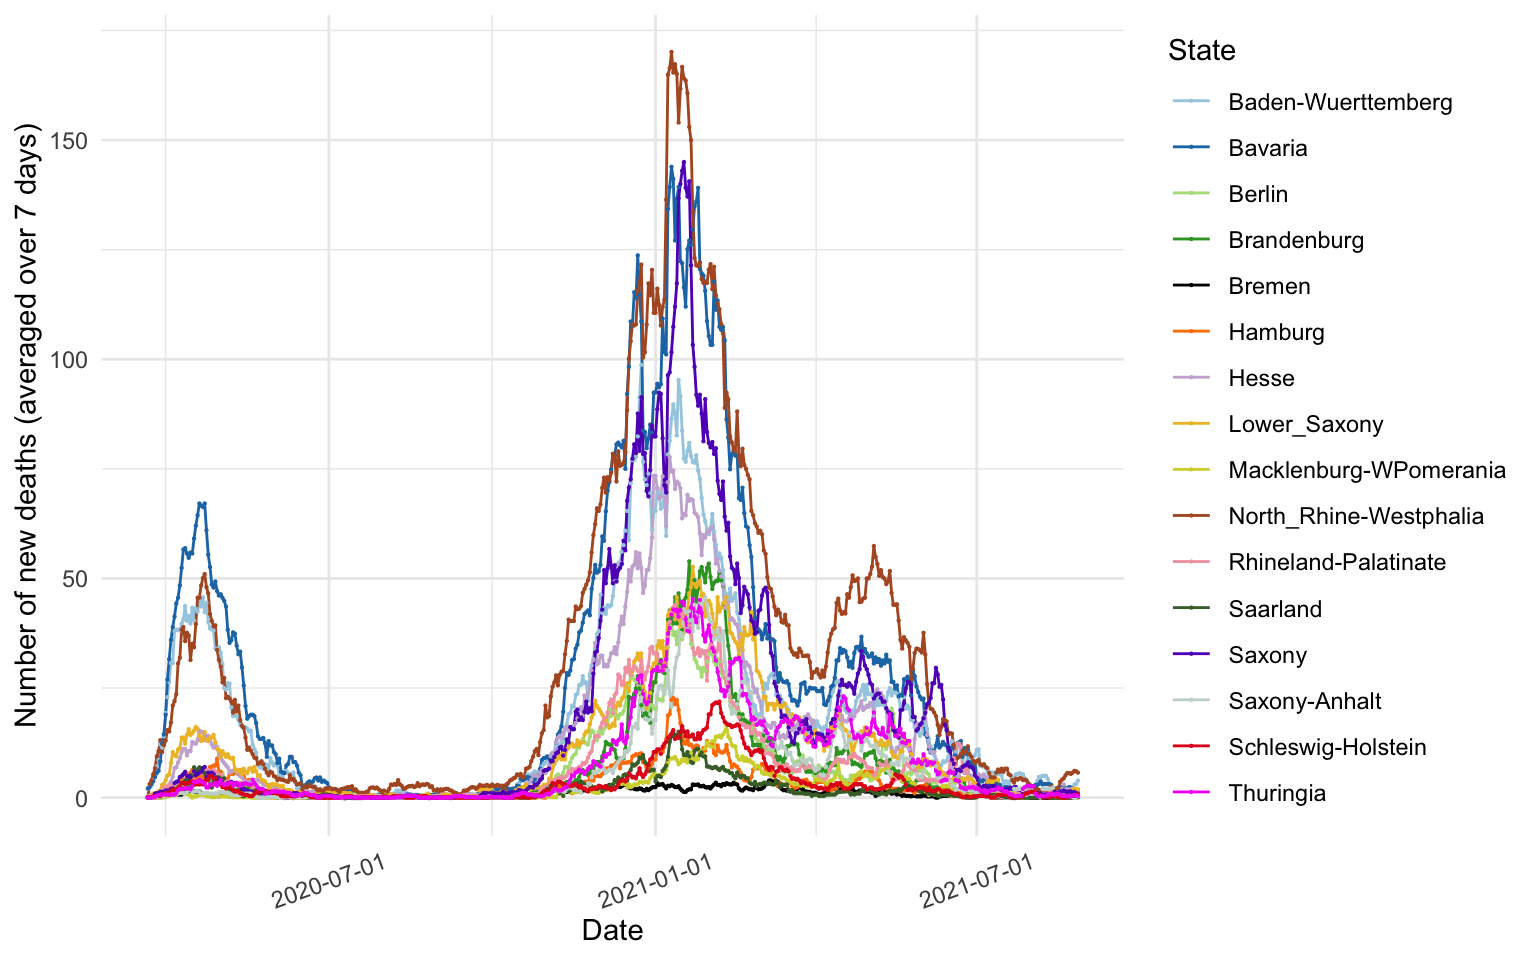 Number of new deaths (averaged over 7 days)
150
100
50
0
2020-07-01
2021-01-01
2021-07-01
Date
State
Baden-Wuerttemberg
Bavaria
Berlin
Brandenburg
Bremen
Hamburg
Hesse
Lower_Saxony
Macklenburg-WPomerania
North_Rhine-Westphalia
Rhineland-Palatinate
Saarland
Saxony
Saxony-Anhalt
Schleswig-Holstein
Thuringia